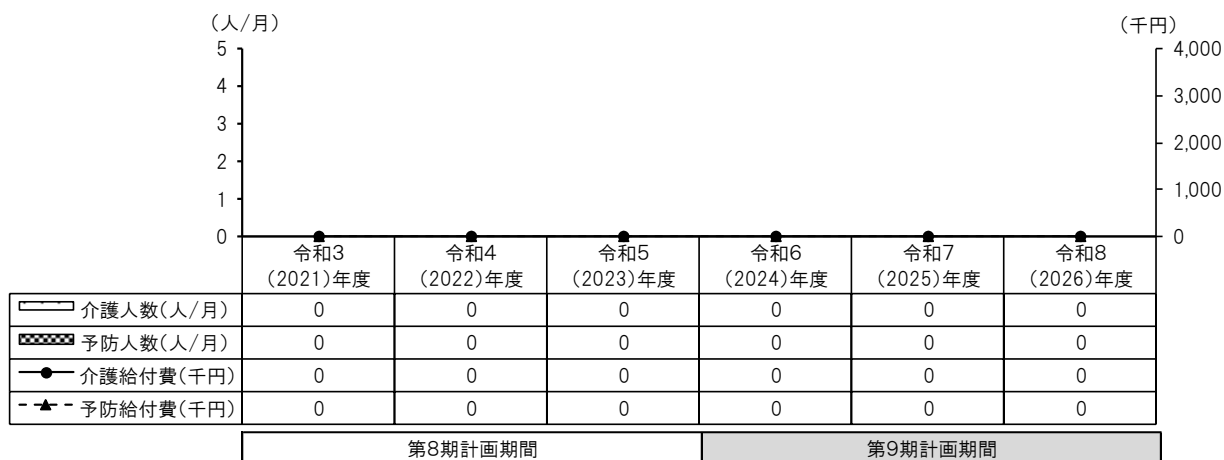 (人/月)
(千円)
5
4
3
2
1
0
4,000
3,000
2,000
1,000
0
令和3
(2021)年度
令和4
(2022)年度
令和5
(2023)年度
令和6
(2024)年度
令和7
(2025)年度
令和8
(2026)年度
介護人数(人/月) 0 0 0 0 0 0
予防人数(人/月) 0 0 0 0 0 0
介護給付費(千円) 0 0 0 0 0 0
予防給付費(千円) 0 0 0 0 0 0
第8期計画期間 第9期計画期間